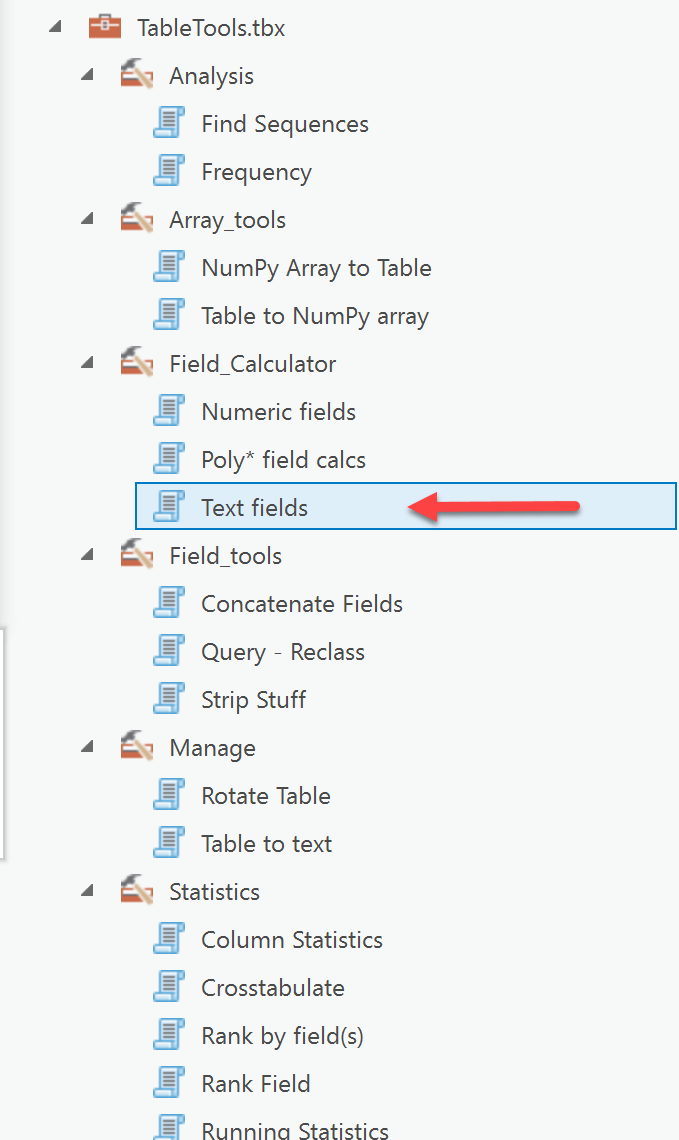 TableTools.tbx
Analysis
Find Sequences
Frequency
Array_tools
NumPy Array to Table
Table to NumPy array
Field_Calculator
Numeric fields
Poly* field calcs
Text fields
Field_tools
Concatenate Fields
Query - Reclass
Strip Stuff
Manage
Rotate Table
Table to text
Statistics
Column Statistics
Crosstabulate
Rank by field(s)
Rank Field
Running Statistics